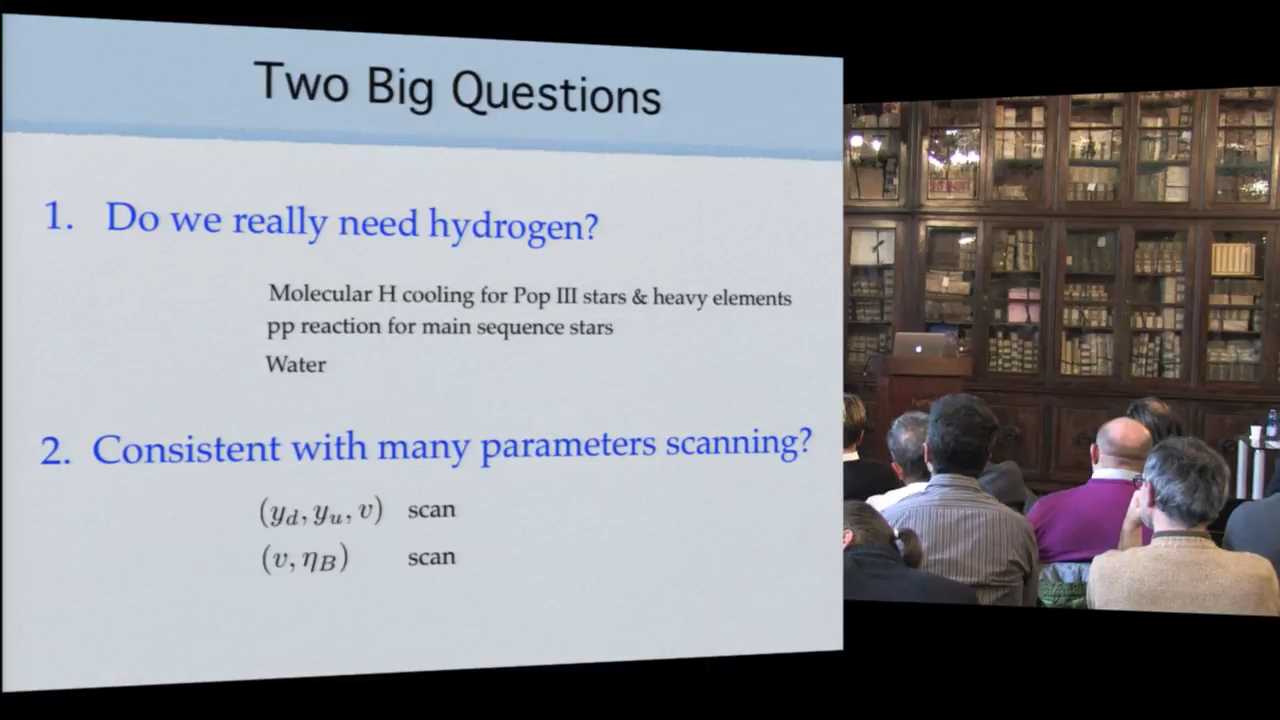 Two Big Questions
1. Do we really need hydrogen?
Molecular H cooling for Pop III stars & heavy elements
pp reaction for main sequence stars
Water
2. Consistent with many parameters scanning?
(y_d, y_u, v) scan
(v, η_B) scan